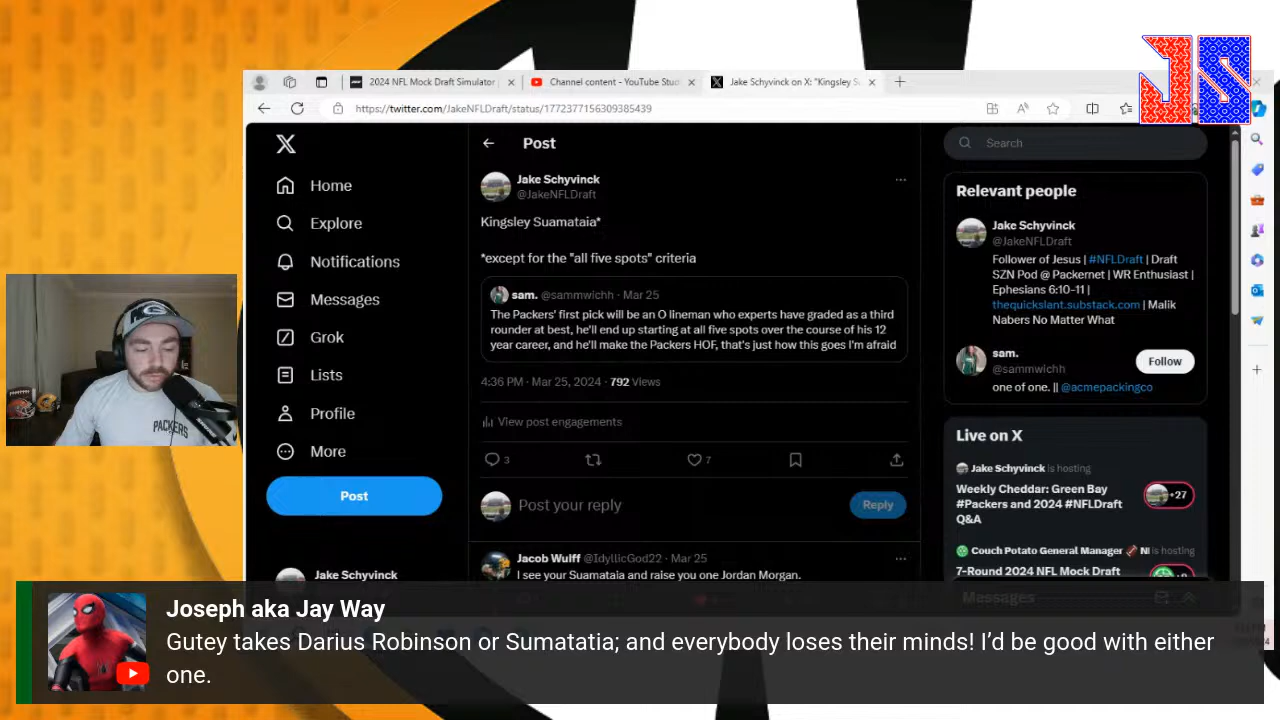 JS
2024 NFL Mock Draft Simulator
Channel content - YouTube Stud
Jake Schyvinck on X: "Kingsley S
https://twitter.com/JakeNFLDraft/status/1772377156309385439
Home
Explore
Notifications
Messages
Grok
Lists
Profile
More
Post
Jake Schyvinck
Post
Jake Schyvinck
@JakeNFLDraft
Kingsley Suamataia*
*except for the "all five spots" criteria
sam. @sammwichh · Mar 25
The Packers' first pick will be an O lineman who experts have graded as a third
rounder at best, he'll end up starting at all five spots over the course of his 12
year career, and he'll make the Packers HOF, that's just how this goes I'm afraid
4:36 PM · Mar 25, 2024 · 792 Views
View post engagements
3
7
Post your reply
Reply
Jacob Wulff @IdyllicGod22 · Mar 25
I see your Suamataia and raise you one Jordan Morgan.
Search
Relevant people
Jake Schyvinck
@JakeNFLDraft
Follower of Jesus | #NFLDraft | Draft
SZN Pod @ Packernet | WR Enthusiast |
Ephesians 6:10-11 |
thequickslant.substack.com | Malik
Nabers No Matter What
sam.
@sammwichh
Follow
one of one. || @acmepackingco
Live on X
Jake Schyvinck is hosting
Weekly Cheddar: Green Bay
#Packers and 2024 #NFLDraft
Q&A
+27
Couch Potato General Manager
is hosting
7-Round 2024 NFL Mock Draft
Messages
PACKERS
G
Joseph aka Jay Way
Gutey takes Darius Robinson or Sumatatia; and everybody loses their minds! I'd be good with either
one.